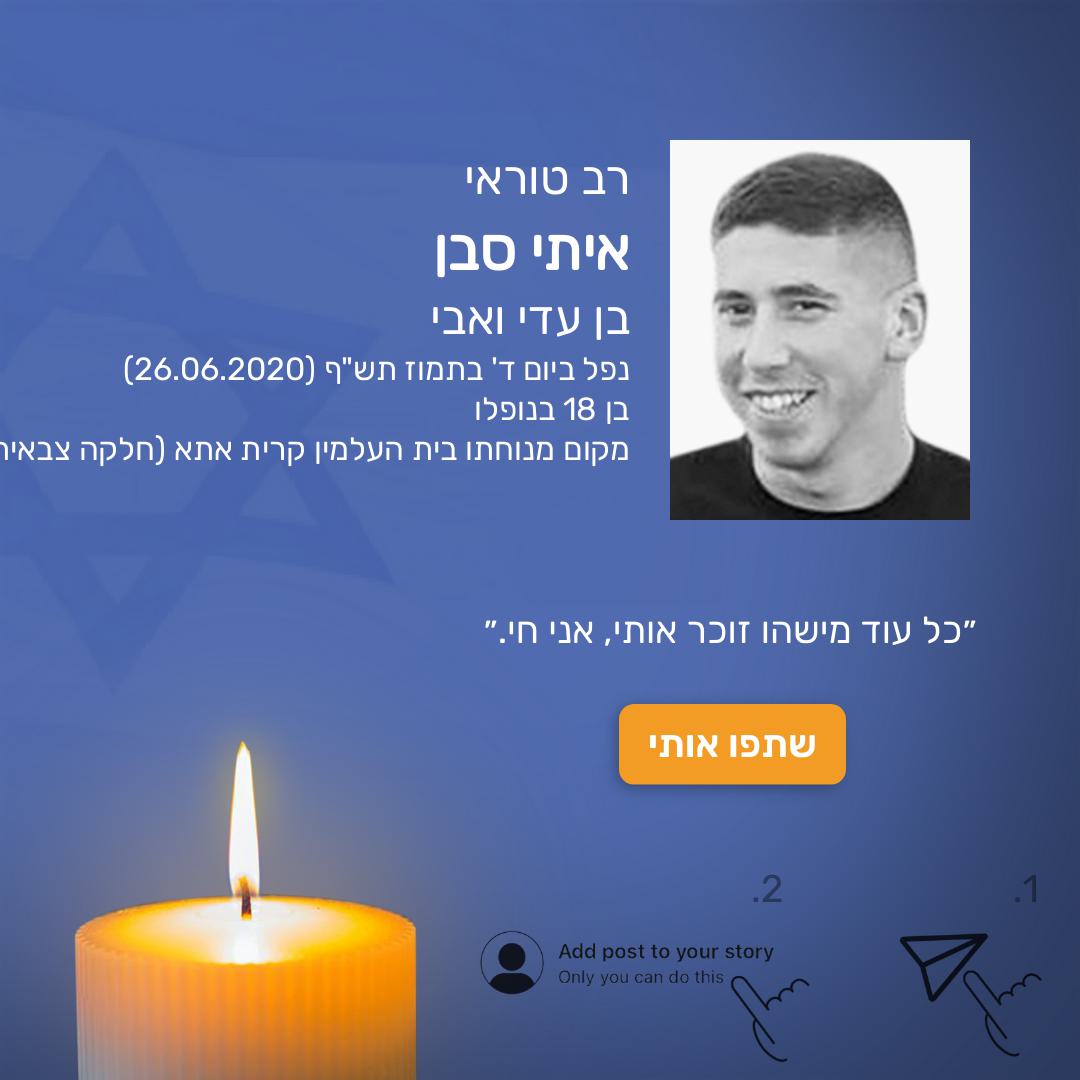 רב טוראי
איתי סבן
בן עדי ואבי
נפל ביום ד' בתמוז תש"ף (26.06.2020)
בן 18 בנופלו
מקום מנוחתו בית העלמין קרית אתא (חלקה צבאית
״כל עוד מישהו זוכר אותי, אני חי.״
שתפו אותי
1.
2.
Add post to your story
Only you can do this